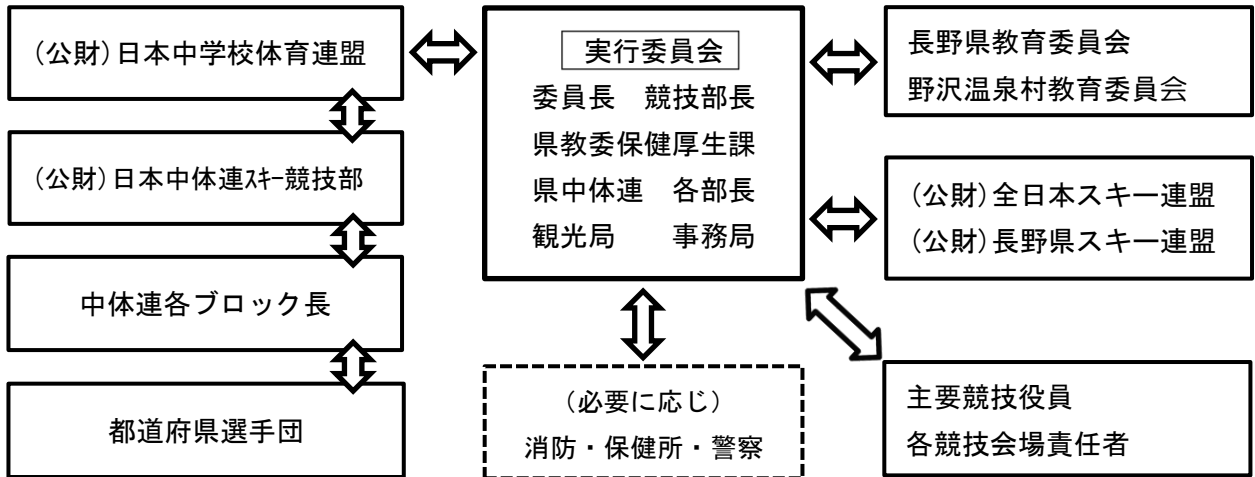 (公財)日本中学校体育連盟
(公財)日本中体連ｽｷｰ競技部
中体連各ブロック長
都道府県選手団
実行委員会
委員長　競技部長
県教委保健厚生課
県中体連　各部長
観光局　　事務局
(必要に応じ)
消防・保健所・警察
長野県教育委員会
野沢温泉村教育委員会
(公財)全日本スキー連盟
(公財)長野県スキー連盟
主要競技役員
各競技会場責任者